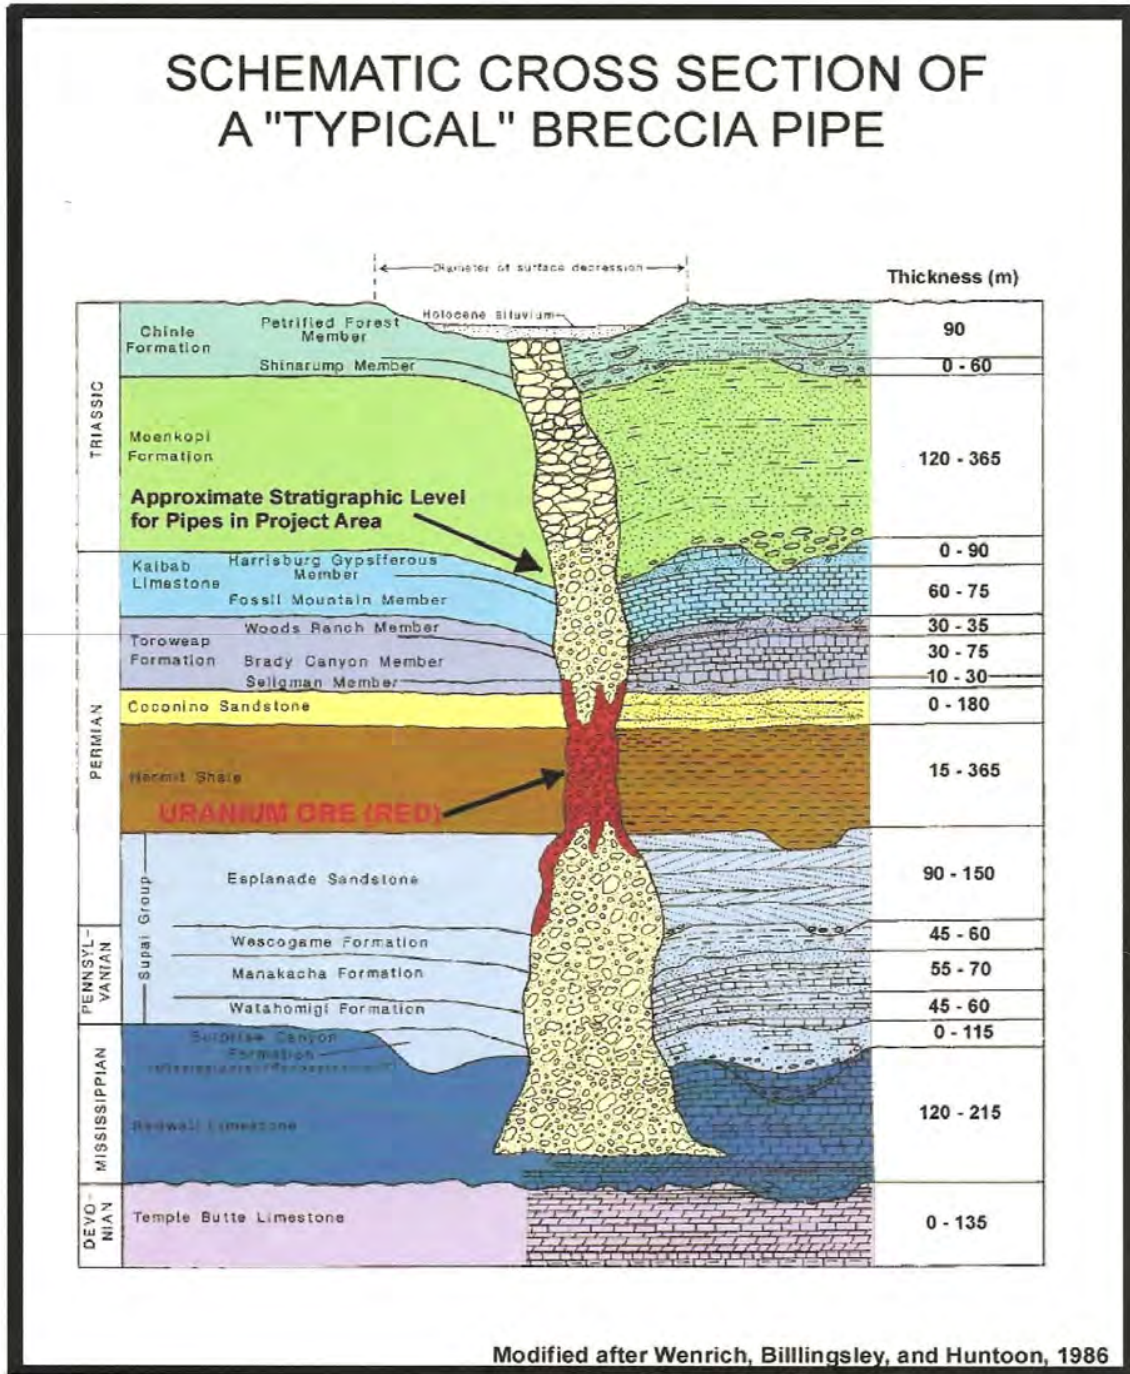 SCHEMATIC CROSS SECTION OF
A "TYPICAL" BRECCIA PIPE
Diameter of surface depression
Thickness (m)
Holocene alluvium
TRIASSIC
Chinle
Formation
Petrified Forest
Member
90
Shinarump Member
0 - 60
Moenkopi
Formation
120 - 365
Approximate Stratigraphic Level
for Pipes in Project Area
PERMIAN
Kaibab
Limestone
Harrisburg Gypsiferous
Member
0 - 90
Fossil Mountain Member
60 - 75
Toroweap
Formation
Woods Ranch Member
30 - 35
Brady Canyon Member
30 - 75
Seligman Member
10 - 30
Coconino Sandstone
0 - 180
Hermit Shale
15 - 365
URANIUM ORE (RED)
Supai Group
Esplanade Sandstone
90 - 150
PENNSYL-
VANIAN
Wescogame Formation
45 - 60
Manakacha Formation
55 - 70
Watahomigi Formation
45 - 60
MISSISSIPPIAN
Surprise Canyon
Formation
0 - 115
Redwall Limestone
120 - 215
DEVO-
NIAN
Temple Butte Limestone
0 - 135
Modified after Wenrich, Billlingsley, and Huntoon, 1986